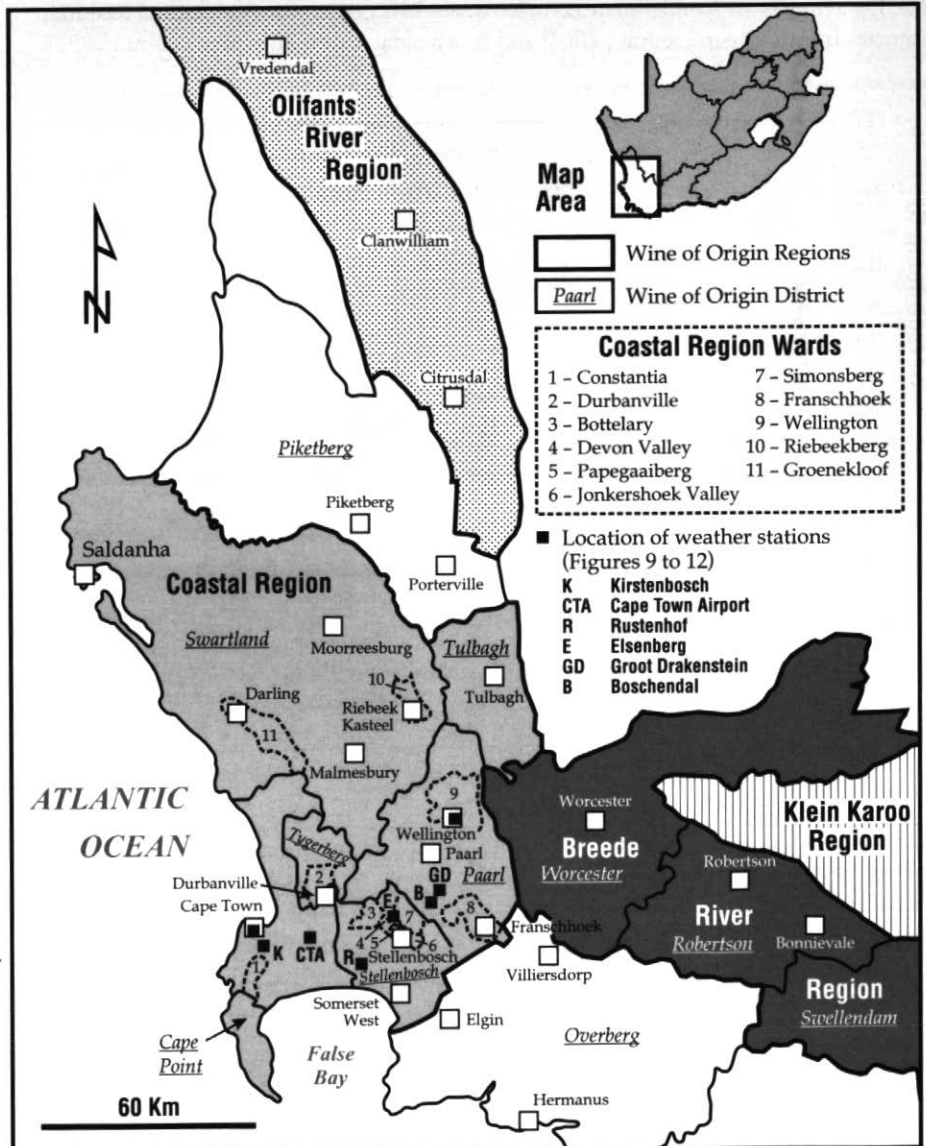 Vredendal
Olifants
River
Region
Clanwilliam
Citrusdal
N
Map
Area
Wine of Origin Regions
Paarl
Wine of Origin District
Coastal Region Wards
1 – Constantia
2 – Durbanville
3 – Bottelary
4 – Devon Valley
5 – Papegaaiberg
6 – Jonkershoek Valley
7 – Simonsberg
8 – Franschhoek
9 – Wellington
10 – Riebeekberg
11 – Groenekloof
Location of weather stations
(Figures 9 to 12)
K Kirstenbosch
CTA Cape Town Airport
R Rustenhof
E Elsenberg
GD Groot Drakenstein
B Boschendal
Piketberg
Piketberg
Porterville
Saldanha
Coastal Region
Swartland
Moorreesburg
Tulbagh
Tulbagh
10
Darling
Riebeek
Kasteel
11
Malmesbury
ATLANTIC
OCEAN
9
Wellington
Paarl
Tygerberg
2
GD
Paarl
B
Durbanville
Cape Town
E
3
7
8
Franschhoek
4
5
6
K
CTA
R
Stellenbosch
Stellenbosch
1
Somerset
West
Cape
Point
False
Bay
Elgin
Villiersdorp
Overberg
Hermanus
Worcester
Breede
Worcester
Klein Karoo
Region
Robertson
River
Robertson
Bonnievale
Region
Swellendam
60 Km